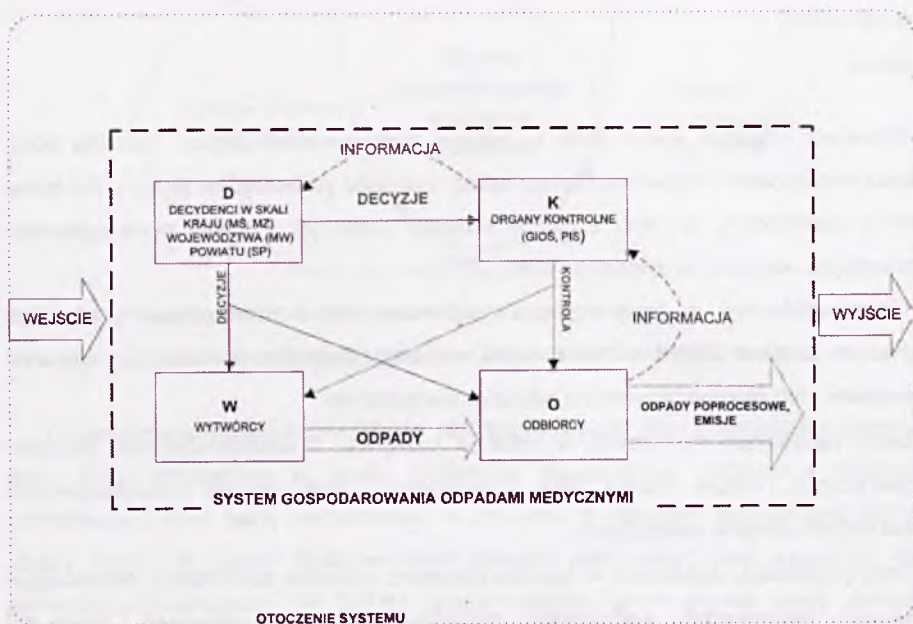 INFORMACJA
D
DECYDENCI W SKALI
KRAJU (MŚ, MZ)
WOJEWÓDZTWA (MW)
POWIATU (SP)
DECYZJE
K
ORGANY KONTROLNE
(GIOŚ, PIS)
DECYZJE
KONTROLA
WEJŚCIE
INFORMACJA
WYJŚCIE
W
WYTWÓRCY
ODPADY
O
ODBIORCY
ODPADY POPROCESOWE,
EMISJE
SYSTEM GOSPODAROWANIA ODPADAMI MEDYCZNYMI
OTOCZENIE SYSTEMU